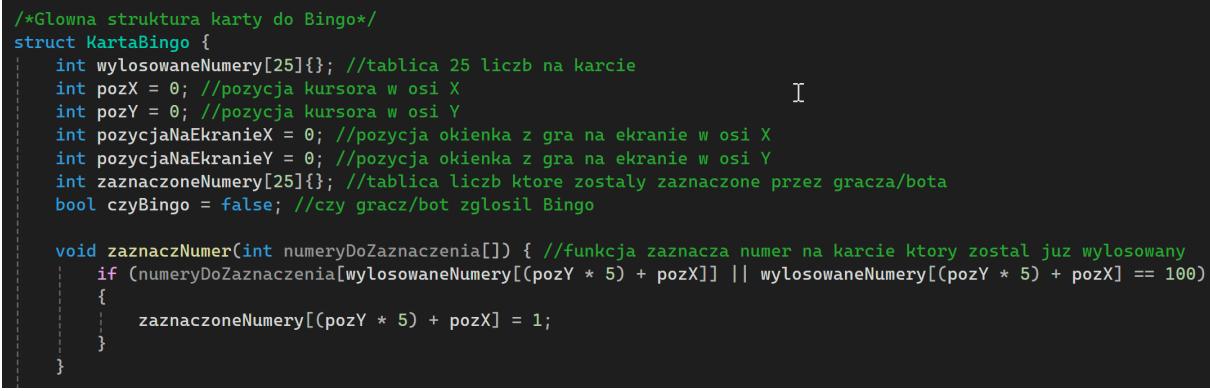 /*Glowna struktura karty do Bingo*/
struct KartaBingo {
int wylosowaneNumery[25]{}; //tablica 25 liczb na karcie
int pozX = 0; //pozycja kursora w osi X
int pozY = 0; //pozycja kursora w osi Y
int pozycjaNaEkranieX = 0; //pozycja okienka z gra na ekranie w osi X
int pozycjaNaEkranieY = 0; //pozycja okienka z gra na ekranie w osi Y
int zaznaczoneNumery[25]{}; //tablica liczb ktore zostaly zaznaczone przez gracza/bota
bool czyBingo = false; //czy gracz/bot zglosil Bingo
void zaznaczNumer(int numeryDoZaznaczenia[]) { //funkcja zaznacza numer na karcie ktory zostal juz wylosowany
if (numeryDoZaznaczenia[wylosowaneNumery[(pozY * 5) + pozX]] || wylosowaneNumery[(pozY * 5) + pozX] == 100)
{
zaznaczoneNumery[(pozY * 5) + pozX] = 1;
}
}